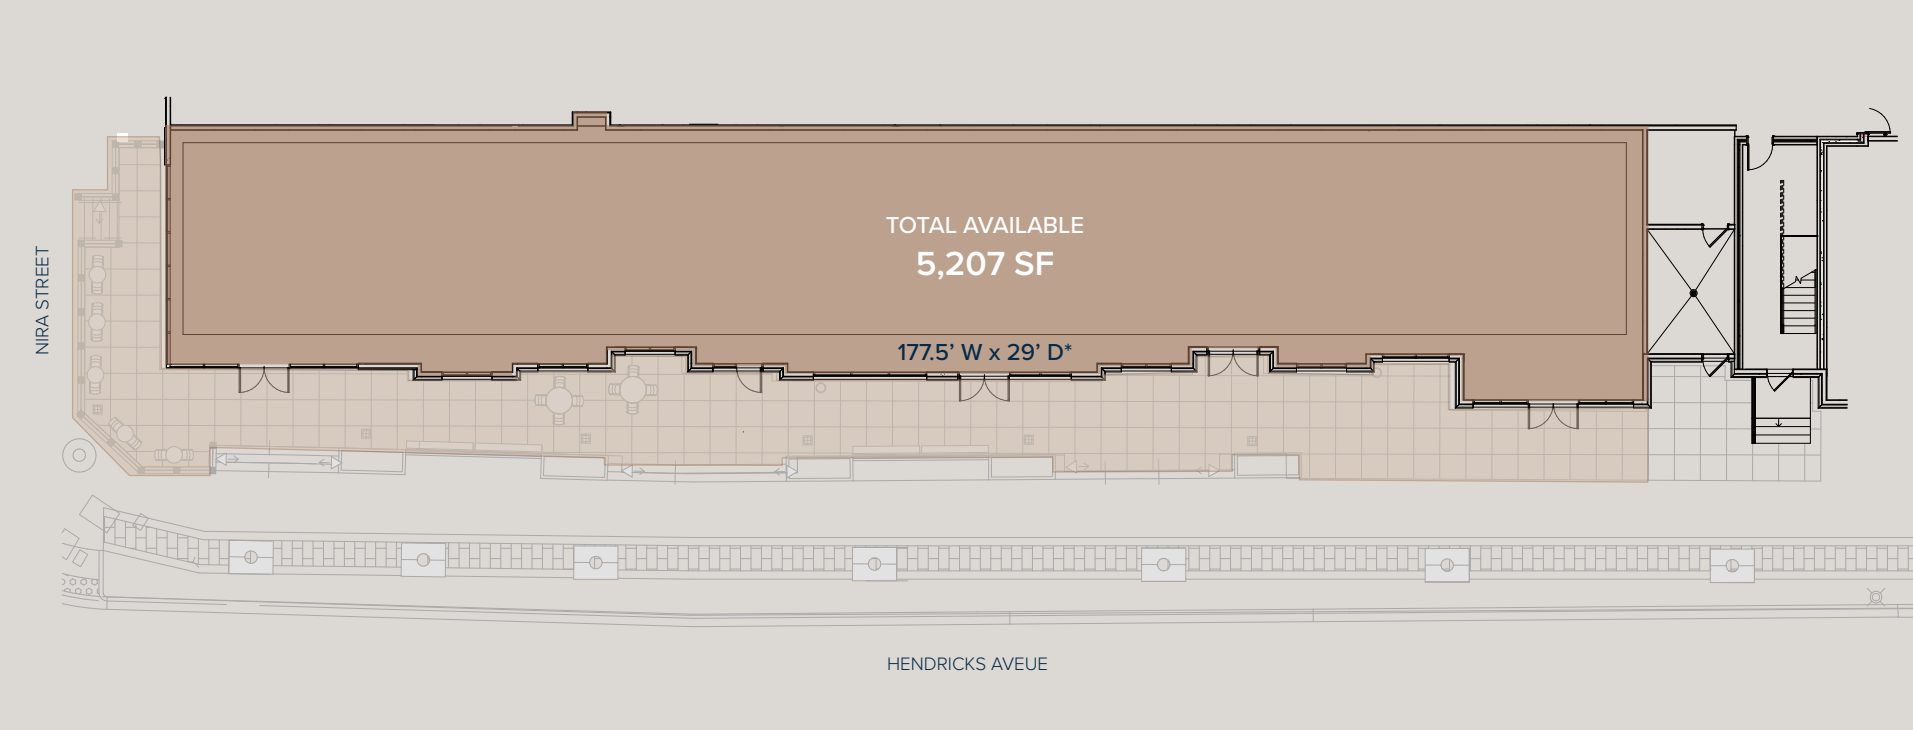 TOTAL AVAILABLE
5,207 SF
177.5’ W x 29’ D*
NIRA STREET
HENDRICKS AVEUE